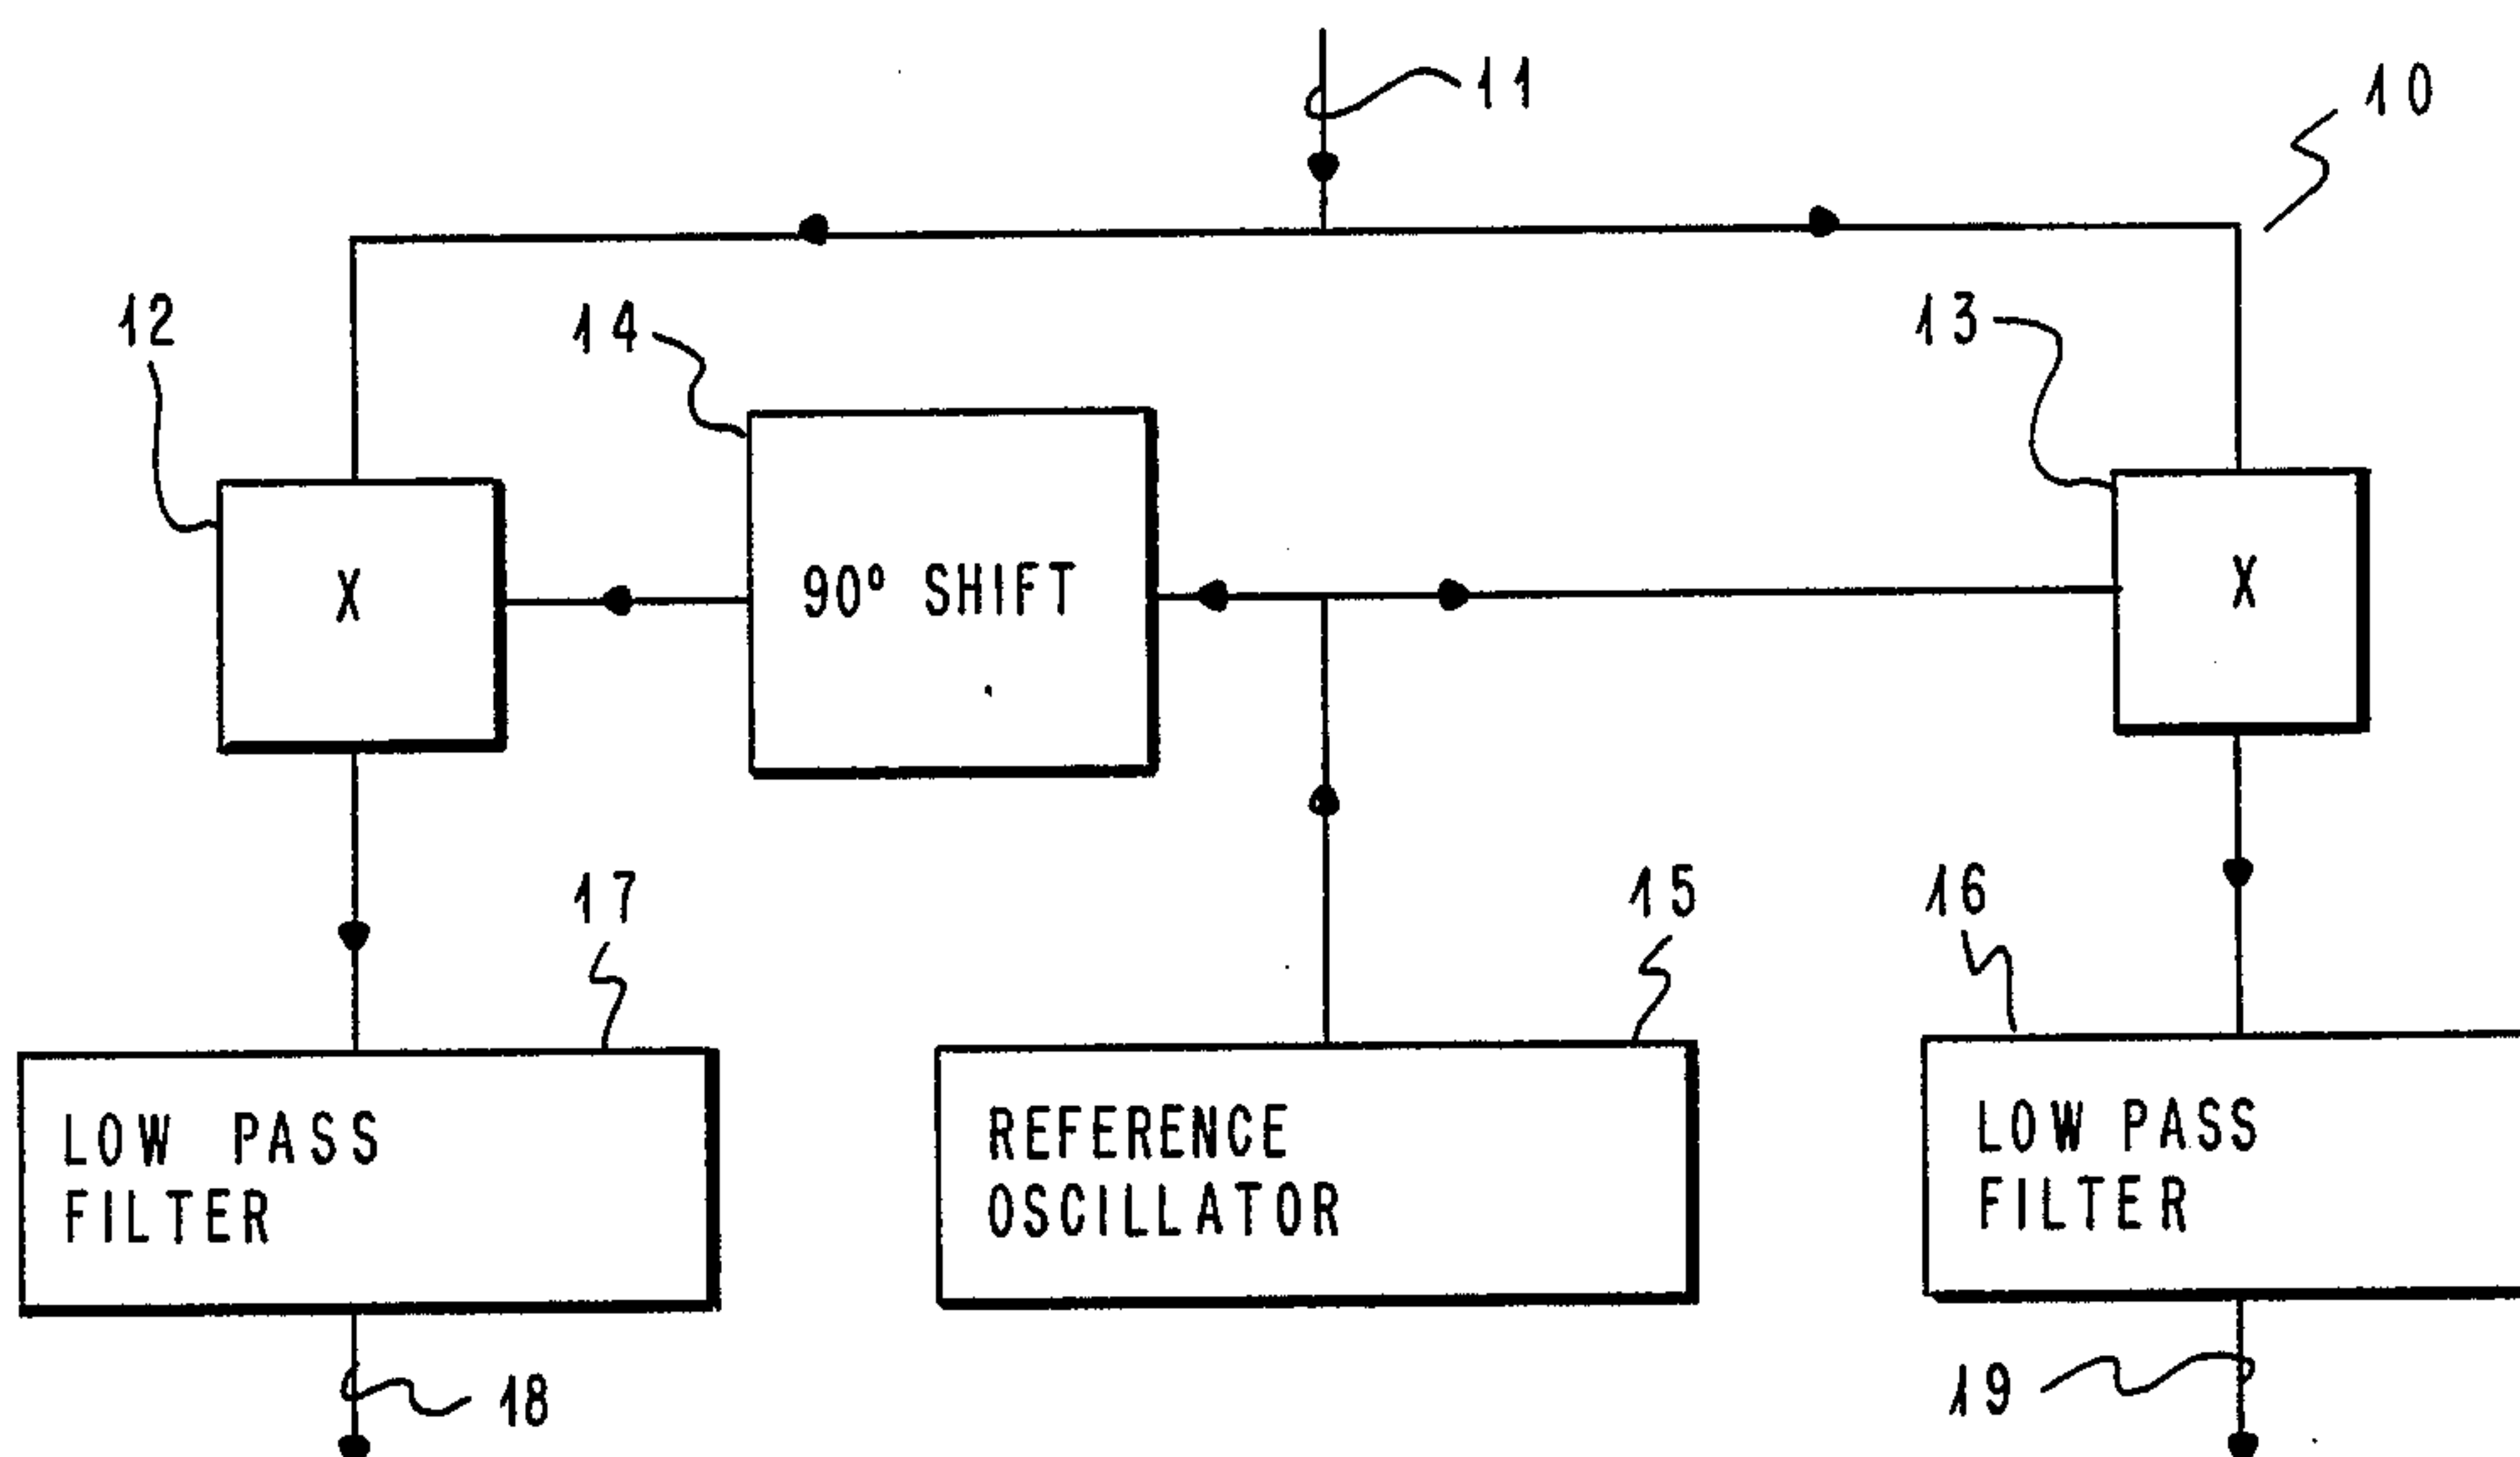 11
10
12
14
13
X
90° SHIFT
X
17
15
16
LOW PASS
FILTER
REFERENCE
OSCILLATOR
LOW PASS
FILTER
18
19